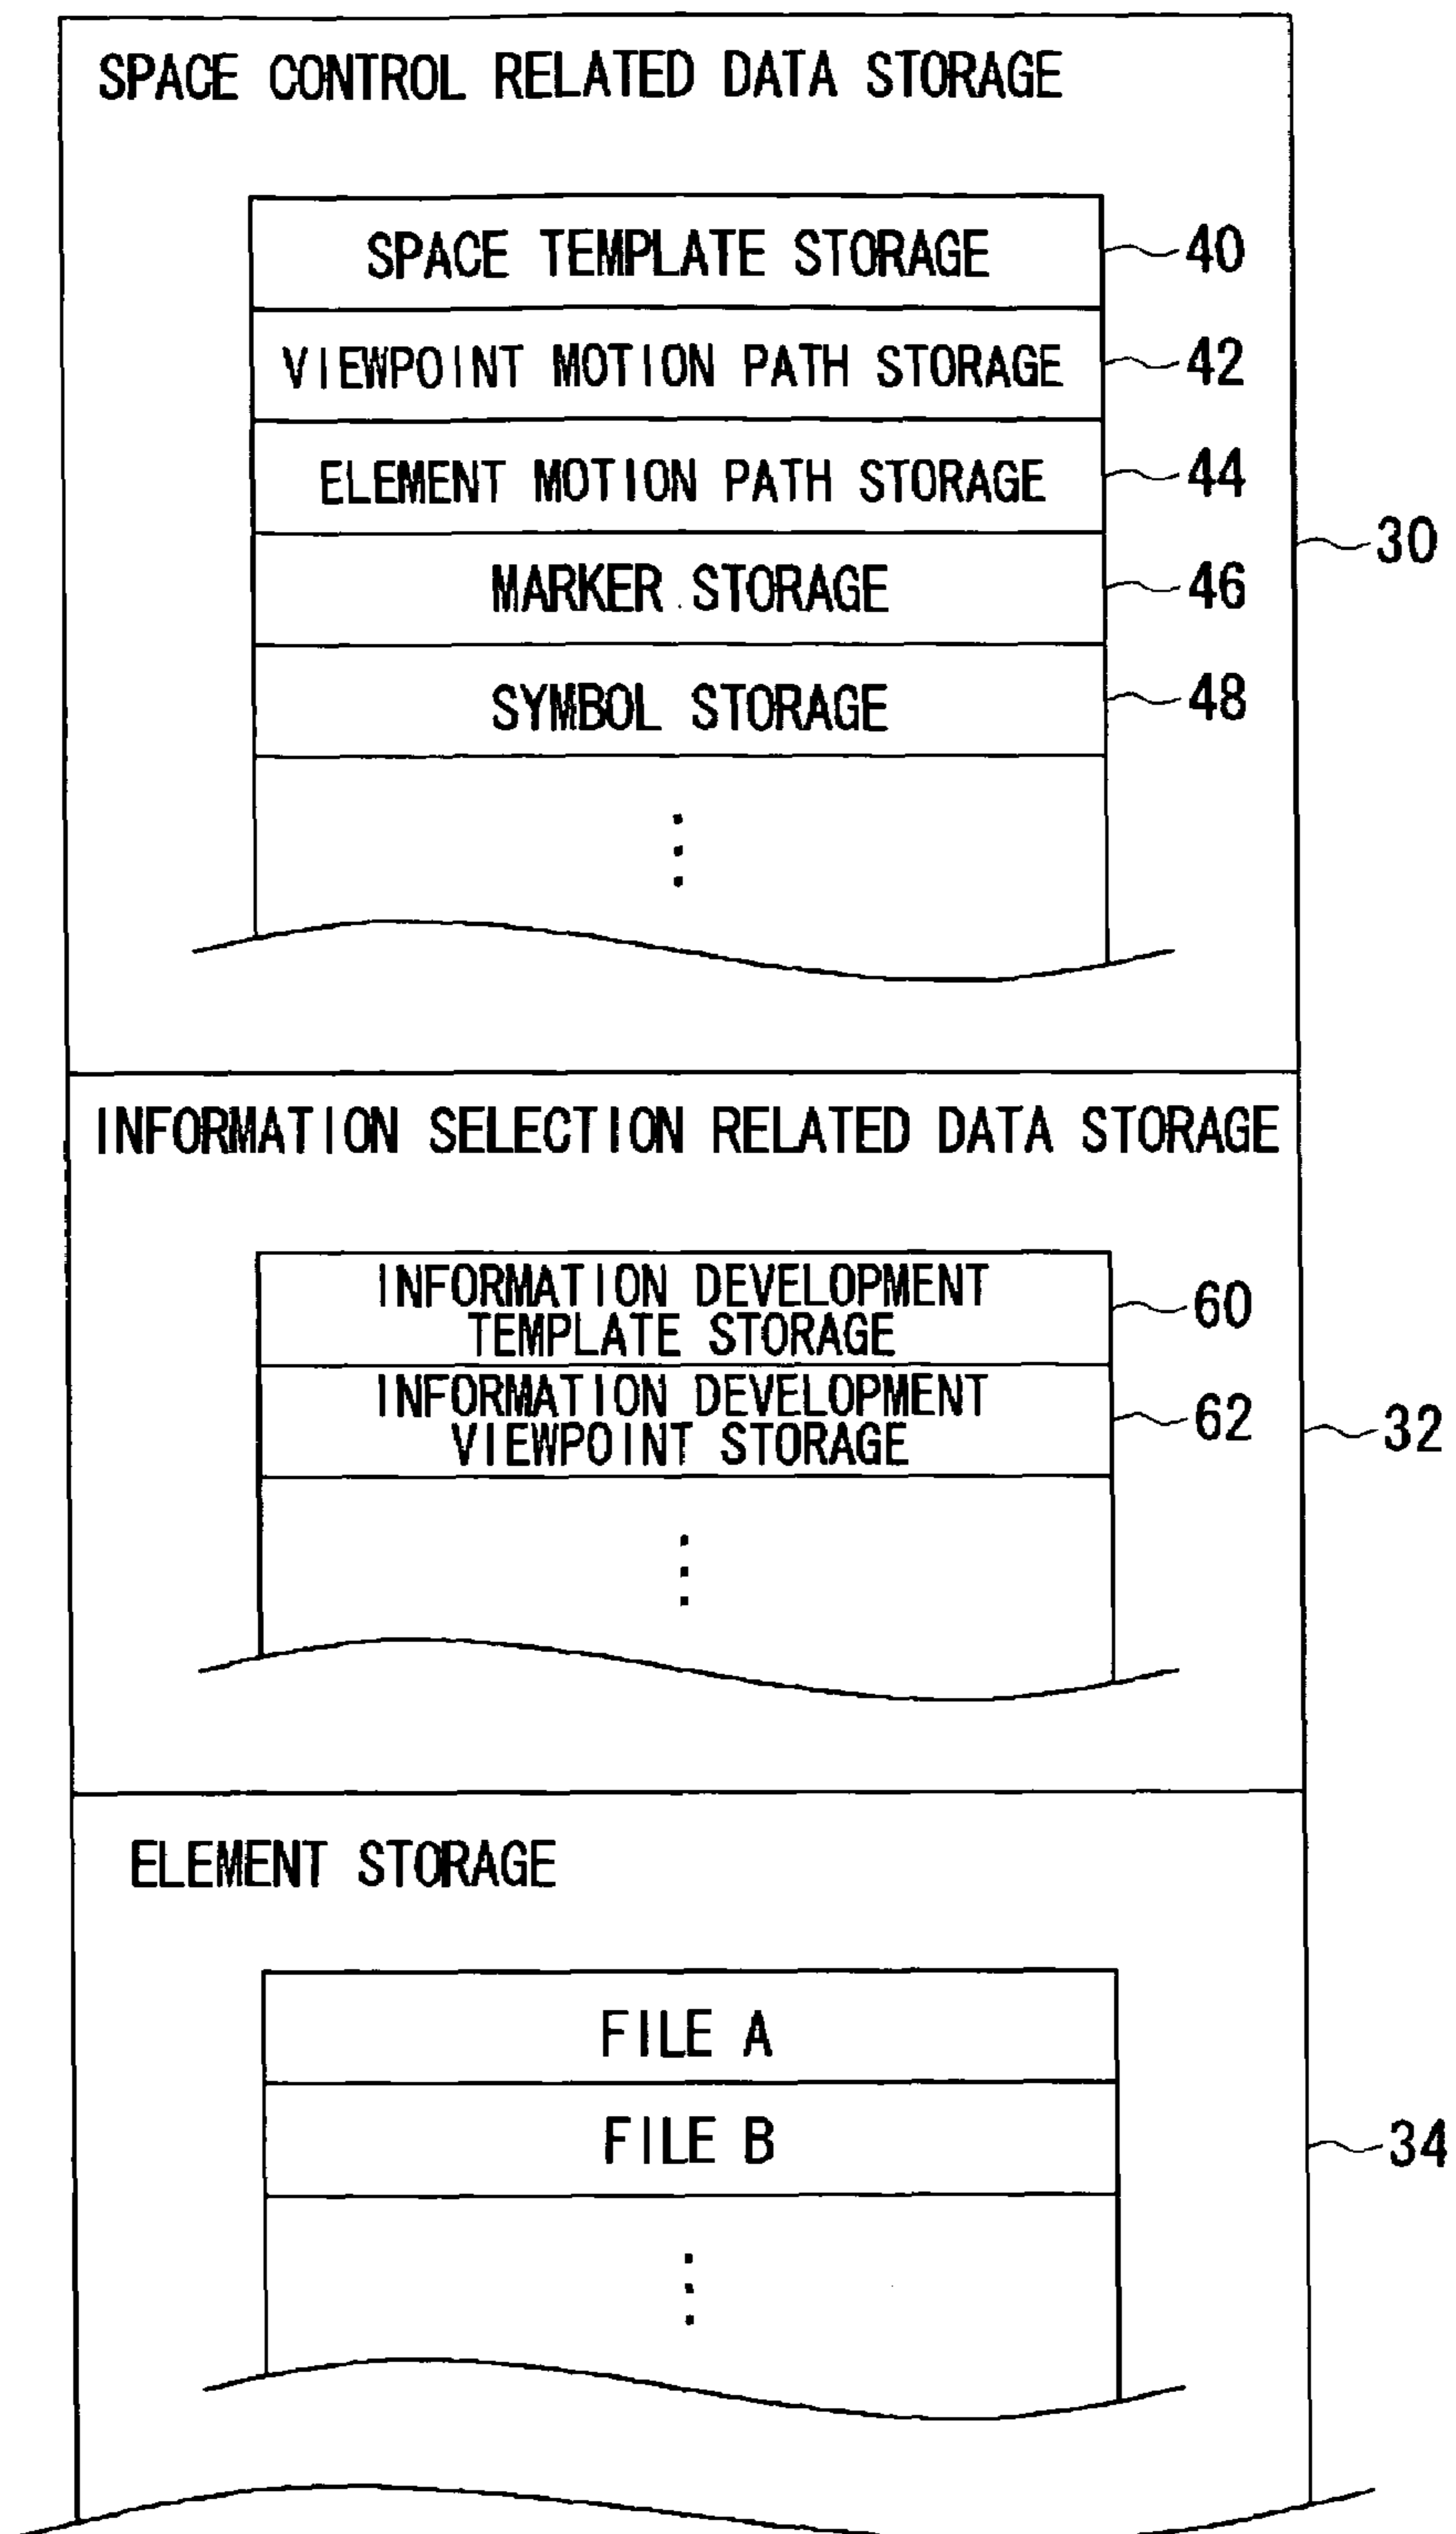 SPACE CONTROL RELATED DATA STORAGE
SPACE TEMPLATE STORAGE 40
VIEWPOINT MOTION PATH STORAGE 42
ELEMENT MOTION PATH STORAGE 44
30
MARKER STORAGE 46
SYMBOL STORAGE 48
INFORMATION SELECTION RELATED DATA STORAGE
INFORMATION DEVELOPMENT
TEMPLATE STORAGE
60
INFORMATION DEVELOPMENT
VIEWPOINT STORAGE
62
32
ELEMENT STORAGE
FILE A
FILE B
34